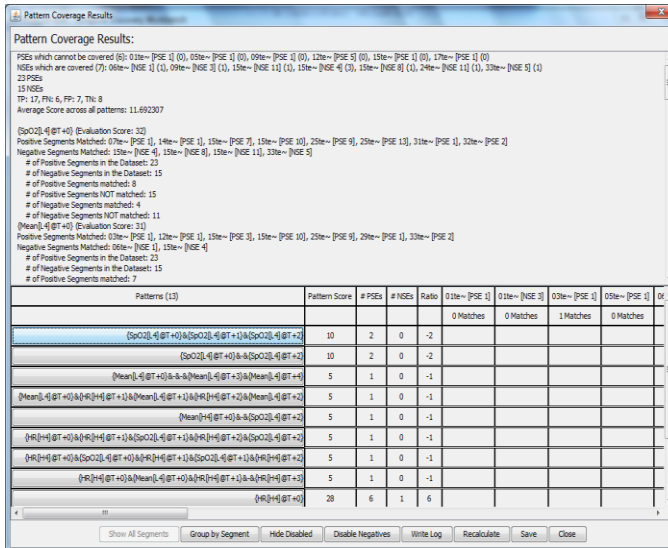 Pattern Coverage Results
Pattern Coverage Results:
PSEs which cannot be covered (6): 01te~ [PSE 1] (0), 05te~ [PSE 1] (0), 09te~ [PSE 1] (0), 12te~ [PSE 5] (0), 15te~ [PSE 1] (0), 17te~ [PSE 1] (0)
NSEs which are covered (7): 06te~ [NSE 1] (1), 09te~ [NSE 3] (1), 15te~ [NSE 11] (1), 15te~ [NSE 4] (3), 15te~ [NSE 8] (1), 24te~ [NSE 11] (1), 33te~ [NSE 5] (1)
23 PSEs
15 NSEs
TP: 17, FN: 6, FP: 7, TN: 8
Average Score across all patterns: 11.692307
{SpO2[L4]@T+0} (Evaluation Score: 32)
Positive Segments Matched: 07te~ [PSE 1], 14te~ [PSE 1], 15te~ [PSE 7], 15te~ [PSE 10], 25te~ [PSE 9], 25te~ [PSE 13], 31te~ [PSE 1], 32te~ [PSE 2]
Negative Segments Matched: 15te~ [NSE 4], 15te~ [NSE 8], 15te~ [NSE 11], 33te~ [NSE 5]
# of Positive Segments in the Dataset: 23
# of Negative Segments in the Dataset: 15
# of Positive Segments matched: 8
# of Positive Segments NOT matched: 15
# of Negative Segments matched: 4
# of Negative Segments NOT matched: 11
{Mean[L4]@T+0} (Evaluation Score: 31)
Positive Segments Matched: 03te~ [PSE 1], 12te~ [PSE 1], 15te~ [PSE 3], 15te~ [PSE 10], 25te~ [PSE 9], 29te~ [PSE 1], 33te~ [PSE 2]
Negative Segments Matched: 06te~ [NSE 1], 15te~ [NSE 4]
# of Positive Segments in the Dataset: 23
# of Negative Segments in the Dataset: 15
# of Positive Segments matched: 7
Patterns (13) Pattern Score # PSEs # NSEs Ratio 01te~ [PSE 1] 01te~ [NSE 3] 03te~ [PSE 1] 05te~ [PSE 1] 06
0 Matches 0 Matches 1 Matches 0 Matches
{SpO2[L4]@T+0}&{SpO2[L4]@T+1}&{SpO2[L4]@T+2} 10 2 0 -2
{SpO2[L4]@T+0}&-&{SpO2[L4]@T+2} 10 2 0 -2
{Mean[L4]@T+0}&-&-&{Mean[L4]@T+3}&{Mean[L4]@T+4} 5 1 0 -1
{Mean[L4]@T+0}&{HR[H4]@T+1}&{Mean[L4]@T+1}&{HR[H4]@T+2}&{Mean[L4]@T+2} 5 1 0 -1
{Mean[H4]@T+0}&-&{SpO2[L4]@T+2} 5 1 0 -1
{HR[H4]@T+0}&{HR[H4]@T+1}&{SpO2[L4]@T+1}&{HR[H4]@T+2}&{SpO2[L4]@T+2} 5 1 0 -1
{HR[H4]@T+0}&{SpO2[L4]@T+0}&{HR[H4]@T+1}&{SpO2[L4]@T+1}&{HR[H4]@T+2} 5 1 0 -1
{HR[H4]@T+0}&{Mean[L4]@T+0}&{HR[H4]@T+1}&-&{HR[H4]@T+3} 5 1 0 -1
{HR[H4]@T+0} 28 6 1 6
Show All Segments Group by Segment Hide Disabled Disable Negatives Write Log Recalculate Save Close